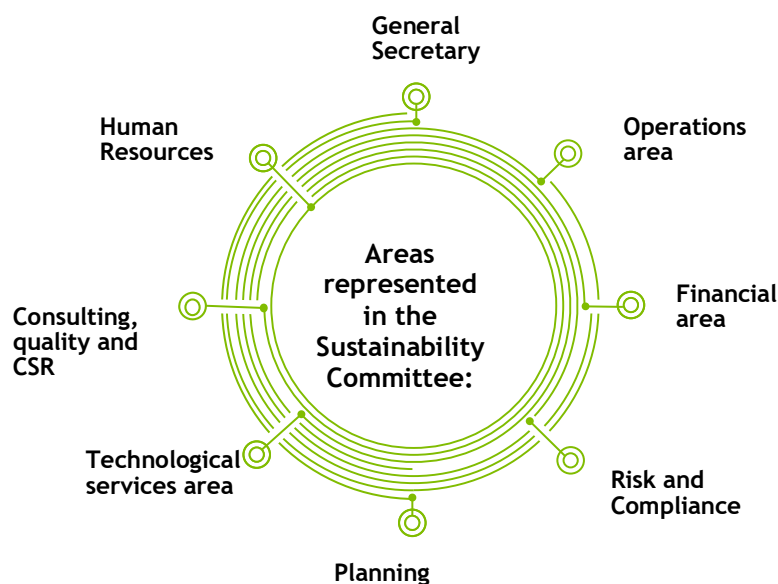 General
Secretary
Human
Resources
Operations
area
Areas
represented
in the
Sustainability
Committee:
Financial
area
Consulting,
quality and
CSR
Technological
services area
Risk and
Compliance
Planning